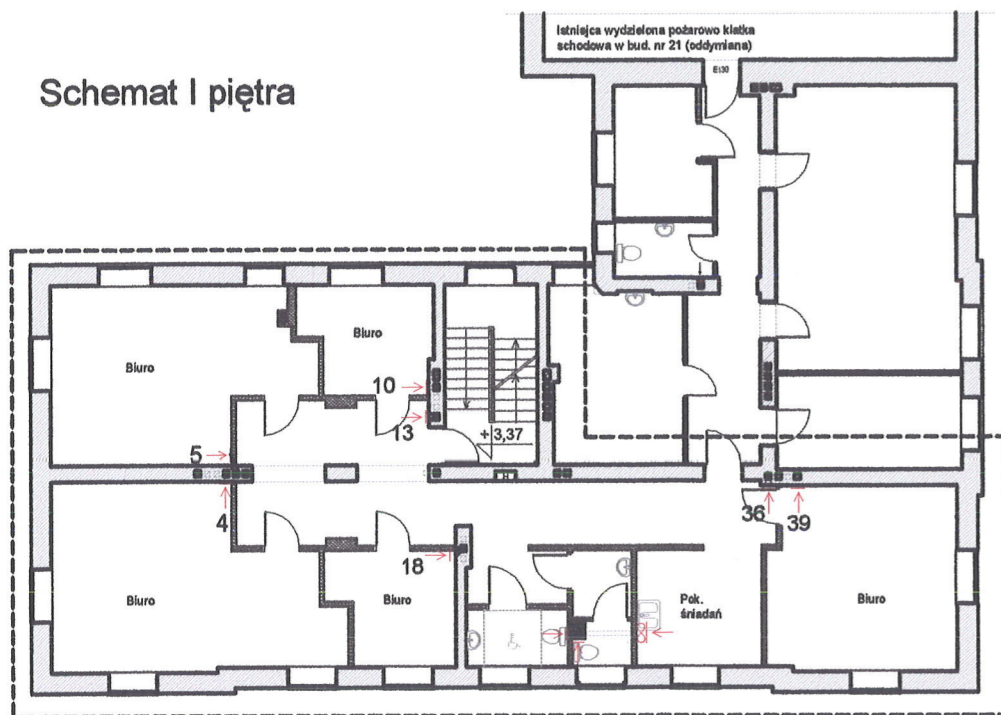 Istniejca wydzielona pożarowo klatka
schodowa w bud. nr 21 (oddymiana)
EI30
Schemat I piętra
Biuro
Biuro
10
13
+3,37
5
4
36
39
18
Biuro
Biuro
Pok.
śniadań
Biuro
H